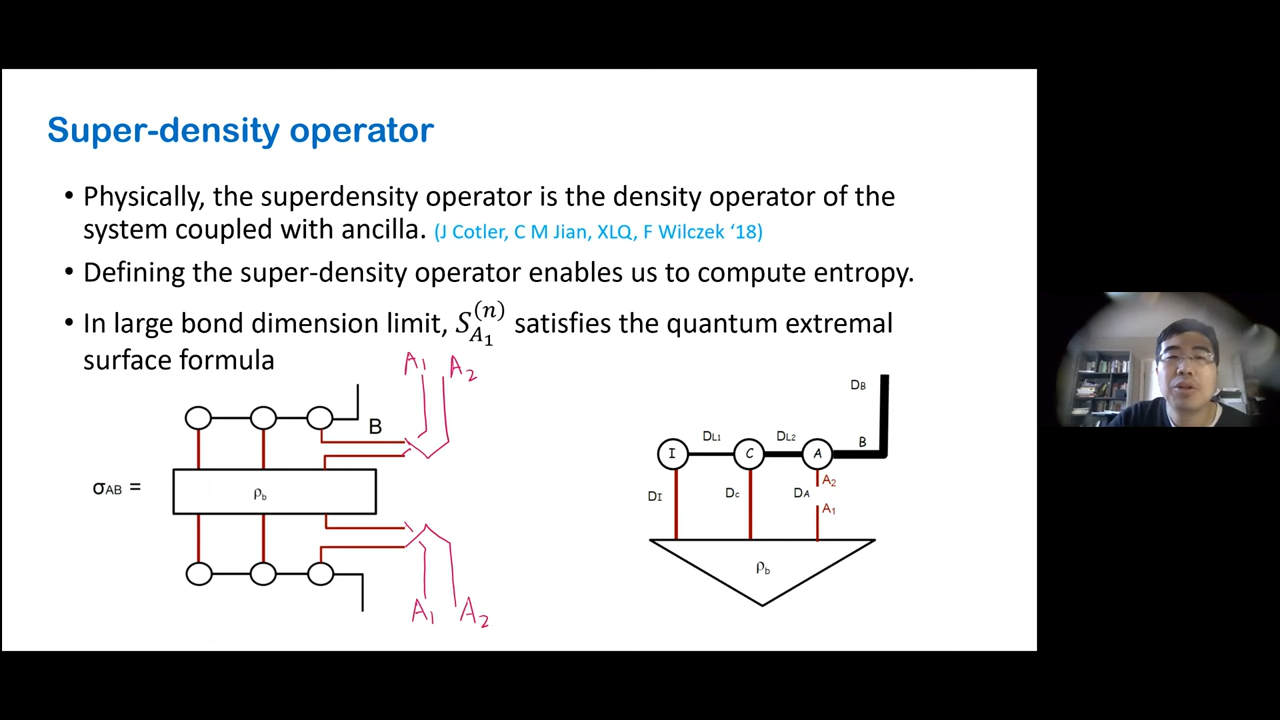 Super-density operator
• Physically, the superdensity operator is the density operator of the
system coupled with ancilla. (J Cotler, C M Jian, XLQ, F Wilczek ‘18)
• Defining the super-density operator enables us to compute entropy.
• In large bond dimension limit, S_{A_1}^{(n)} satisfies the quantum extremal
surface formula
A1 A2
B
ρb
σAB =
A1 A2
DB
DL1 DL2 B
I C A
A2
DI Dc DA
A1
ρb